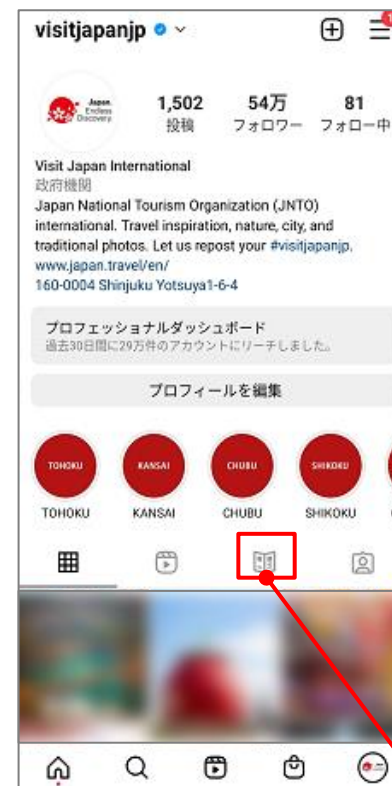 visitjapanjp
Japan.
Endless
Discovery.
1,502
投稿
54万
フォロワー
81
フォロー中
Visit Japan International
政府機関
Japan National Tourism Organization (JNTO)
international. Travel inspiration, nature, city, and
traditional photos. Let us repost your #visitjapanjp.
www.japan.travel/en/
160-0004 Shinjuku Yotsuya1-6-4
プロフェッショナルダッシュボード
過去30日間に29万件のアカウントにリーチしました。
プロフィールを編集
TOHOKU
KANSAI
CHUBU
SHIKOKU
TOHOKU
KANSAI
CHUBU
SHIKOKU